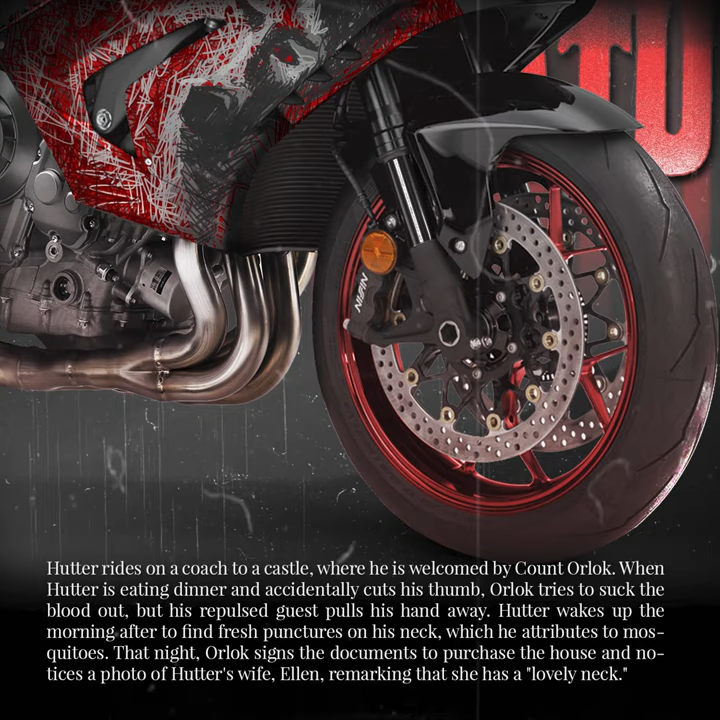 TO
NISSIN
Hutter rides on a coach to a castle, where he is welcomed by Count Orlok. When
Hutter is eating dinner and accidentally cuts his thumb, Orlok tries to suck the
blood out, but his repulsed guest pulls his hand away. Hutter wakes up the
morning after to find fresh punctures on his neck, which he attributes to mos-
quitoes. That night, Orlok signs the documents to purchase the house and no-
tices a photo of Hutter's wife, Ellen, remarking that she has a "lovely neck."